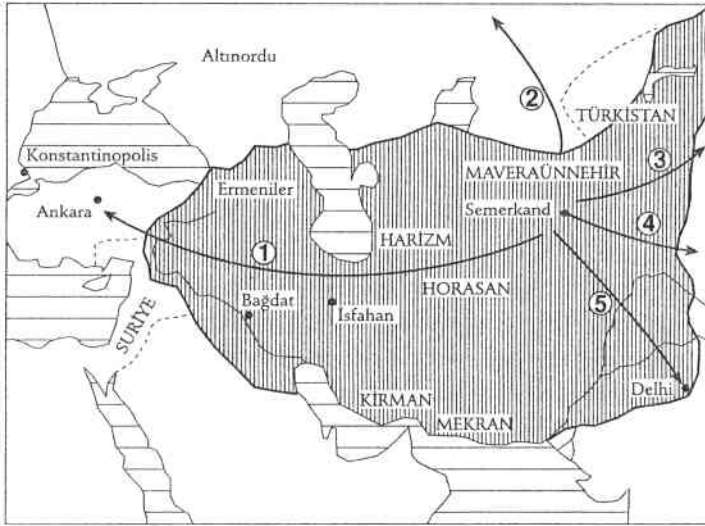 Altınordu
②
TÜRKİSTAN
Konstantinopolis
③
MAVERAÜNNEHİR
Ermeniler
Ankara
Semerkand
④
HARİZM
①
HORASAN
Bağdat
İsfahan
⑤
SURİYE
Delhi
KİRMAN
MEKRAN